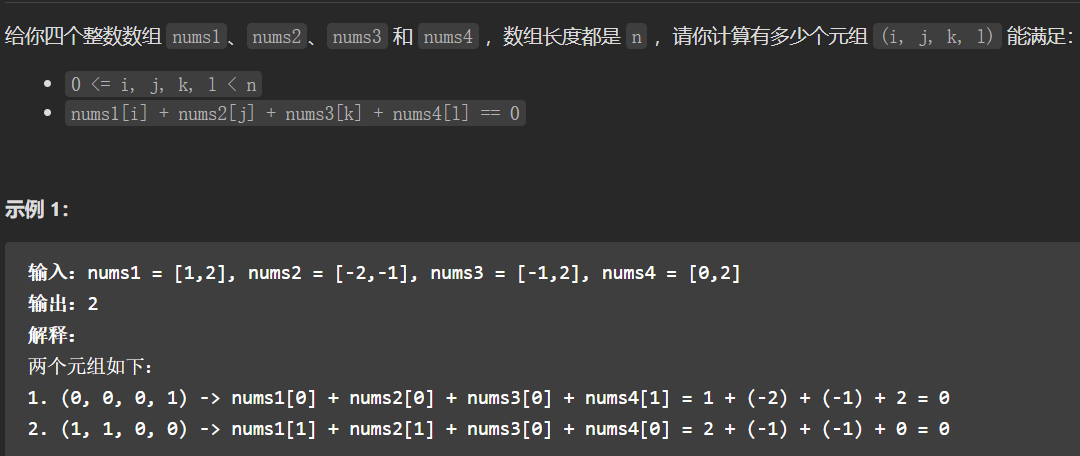 给你四个整数数组 nums1、nums2、nums3 和 nums4 ，数组长度都是 n ，请你计算有多少个元组 (i, j, k, l) 能满足：
• 0 <= i, j, k, l < n
• nums1[i] + nums2[j] + nums3[k] + nums4[l] == 0
示例 1：
输入：nums1 = [1,2], nums2 = [-2,-1], nums3 = [-1,2], nums4 = [0,2]
输出：2
解释：
两个元组如下：
1. (0, 0, 0, 1) -> nums1[0] + nums2[0] + nums3[0] + nums4[1] = 1 + (-2) + (-1) + 2 = 0
2. (1, 1, 0, 0) -> nums1[1] + nums2[1] + nums3[0] + nums4[0] = 2 + (-1) + (-1) + 0 = 0